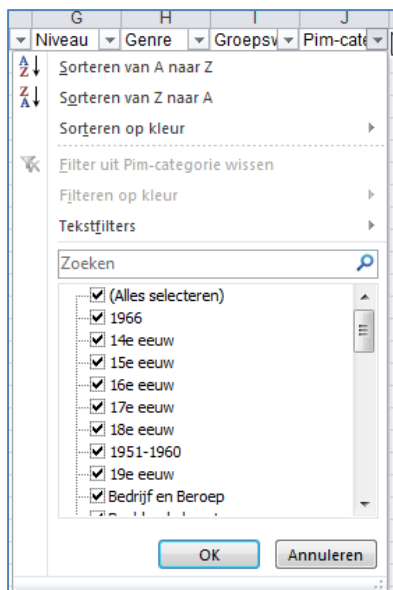 G H I J
Niveau Genre Groepsv Pim-cate
Sorteren van A naar Z
Sorteren van Z naar A
Sorteren op kleur
Filter uit Pim-categorie wissen
Filteren op kleur
Tekstfilters
Zoeken
(Alles selecteren)
1966
14e eeuw
15e eeuw
16e eeuw
17e eeuw
18e eeuw
1951-1960
19e eeuw
Bedrijf en Beroep
OK Annuleren